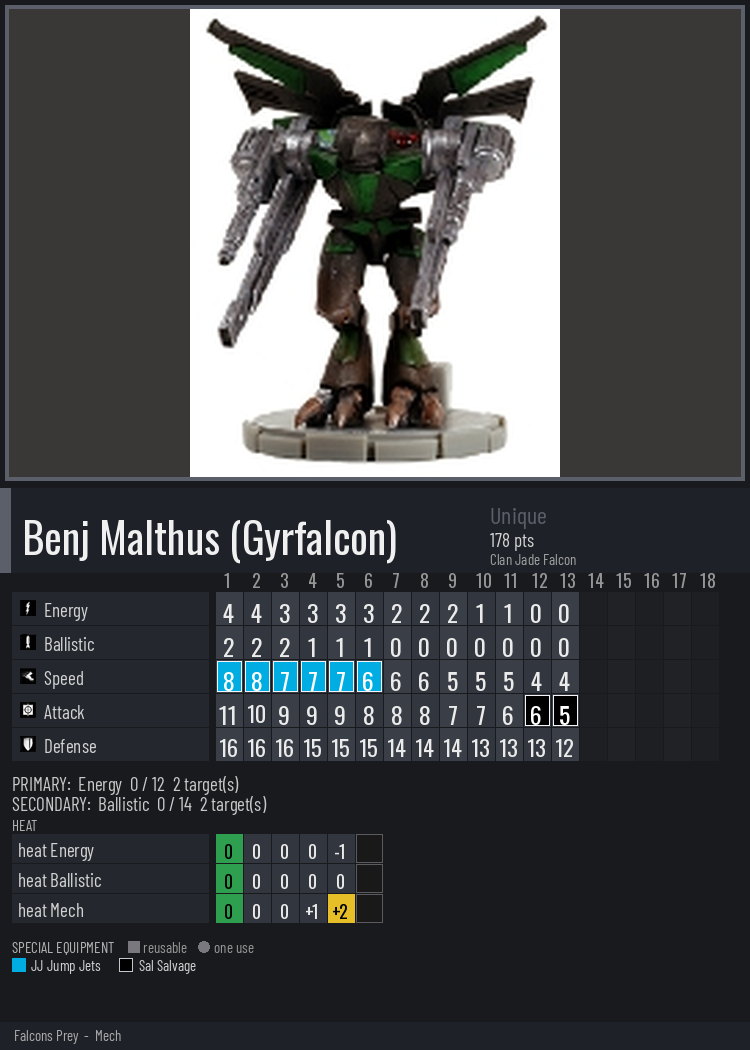 Benj Malthus (Gyrfalcon)
Unique
178 pts
Clan Jade Falcon
1 2 3 4 5 6 7 8 9 10 11 12 13 14 15 16 17 18
Energy 4 4 3 3 3 3 2 2 2 1 1 0 0
Ballistic 2 2 2 1 1 1 0 0 0 0 0 0 0
Speed 8 8 7 7 7 6 6 6 5 5 5 4 4
Attack 11 10 9 9 9 8 8 8 7 7 6 6 5
Defense 16 16 16 15 15 15 14 14 14 13 13 13 12
PRIMARY: Energy 0 / 12 2 target(s)
SECONDARY: Ballistic 0 / 14 2 target(s)
HEAT
heat Energy 0 0 0 0 -1
heat Ballistic 0 0 0 0 0
heat Mech 0 0 0 +1 +2
SPECIAL EQUIPMENT reusable one use
JJ Jump Jets Sal Salvage
Falcons Prey - Mech